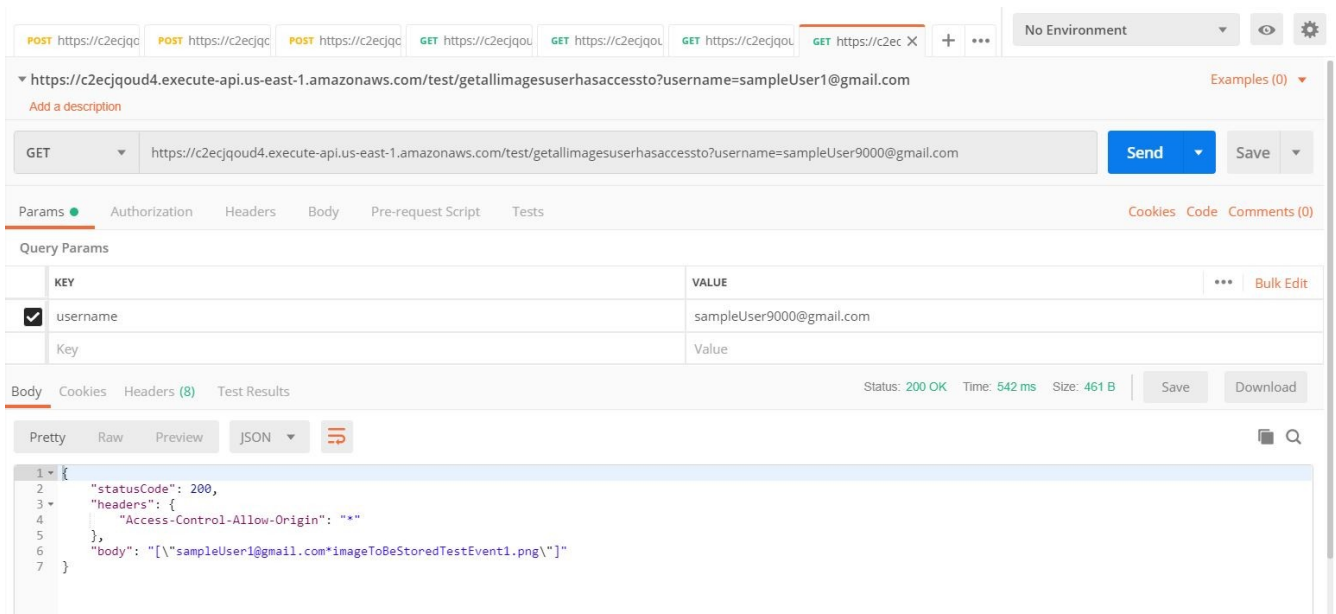 POST https://c2ecjqo POST https://c2ecjqc POST https://c2ecjqc GET https://c2ecjqou GET https://c2ecjqou GET https://c2ecjqou GET https://c2ec X + ••• No Environment
https://c2ecjqoud4.execute-api.us-east-1.amazonaws.com/test/getallimagesuserhasaccessto?username=sampleUser1@gmail.com Examples (0)
Add a description
GET https://c2ecjqoud4.execute-api.us-east-1.amazonaws.com/test/getallimagesuserhasaccessto?username=sampleUser9000@gmail.com Send Save
Params Authorization Headers Body Pre-request Script Tests Cookies Code Comments (0)
Query Params
KEY VALUE ••• Bulk Edit
username sampleUser9000@gmail.com
Key Value
Body Cookies Headers (8) Test Results Status: 200 OK Time: 542 ms Size: 461 B Save Download
Pretty Raw Preview JSON
1 {
2 "statusCode": 200,
3 "headers": {
4 "Access-Control-Allow-Origin": "*"
5 },
6 "body": "[\"sampleUser1@gmail.com*imageToBeStoredTestEvent1.png\"]"
7 }